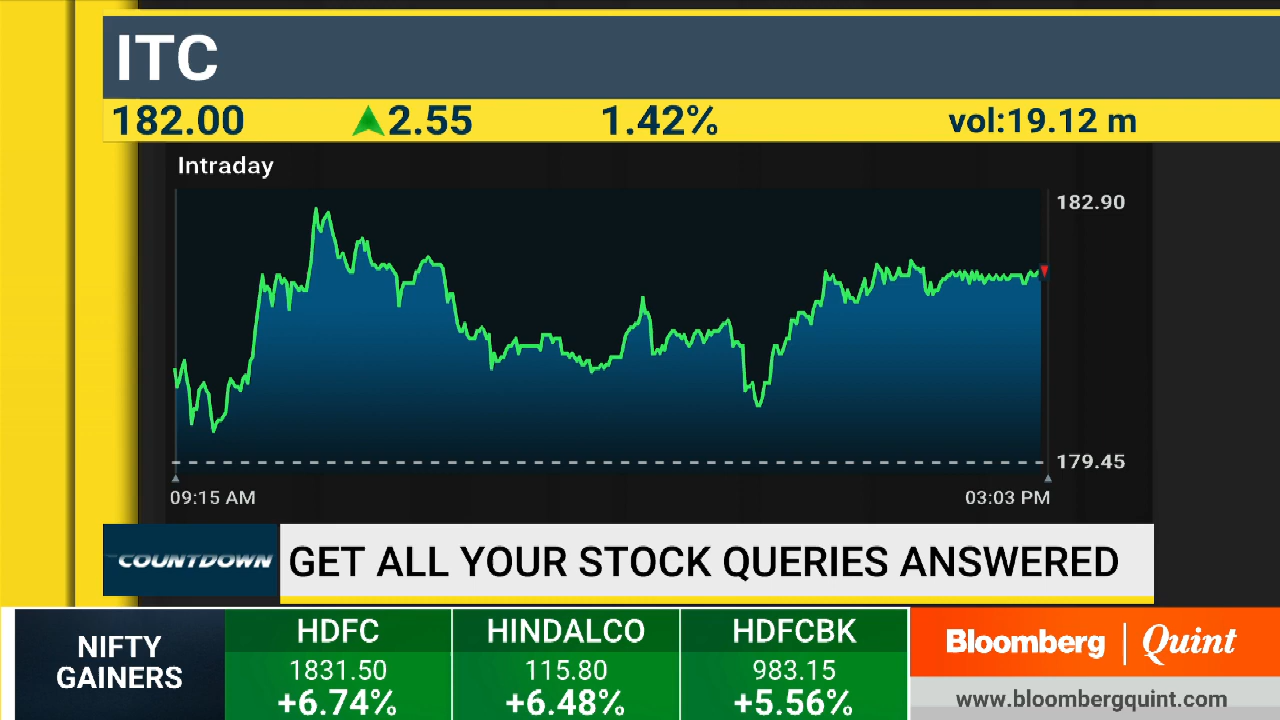 ITC
182.00 ▲2.55 1.42% vol:19.12 m
Intraday
182.90
179.45
09:15 AM 03:03 PM
COUNTDOWN GET ALL YOUR STOCK QUERIES ANSWERED
NIFTY
GAINERS
HDFC
1831.50
+6.74%
HINDALCO
115.80
+6.48%
HDFCBK
983.15
+5.56%
Bloomberg | Quint
www.bloombergquint.com